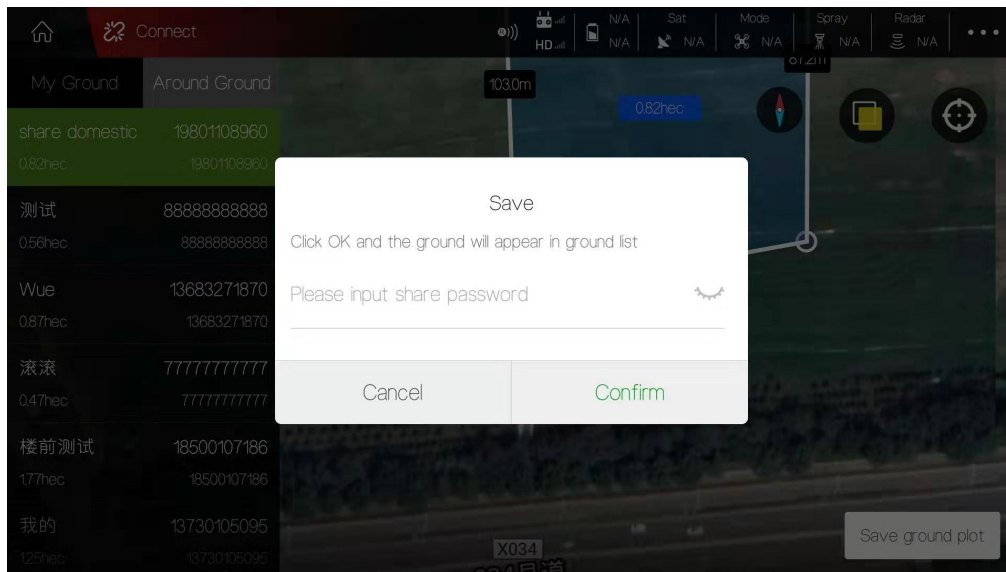 Connect
HD
N/A
N/A
Sat
N/A
Mode
N/A
Spray
N/A
Radar
N/A
My Ground
Around Ground
share domestic 19801108960
0.82hec 19801108960
测试 88888888888
0.56hec 88888888888
Wue 13683271870
0.87hec 13683271870
滚滚 77777777777
0.47hec 77777777777
楼前测试 18500107186
1.77hec 18500107186
我的 13730105095
1.25hec 13730105095
103.0m
67.2m
0.82hec
Save
Click OK and the ground will appear in ground list
Please input share password
Cancel
Confirm
X034
Save ground plot